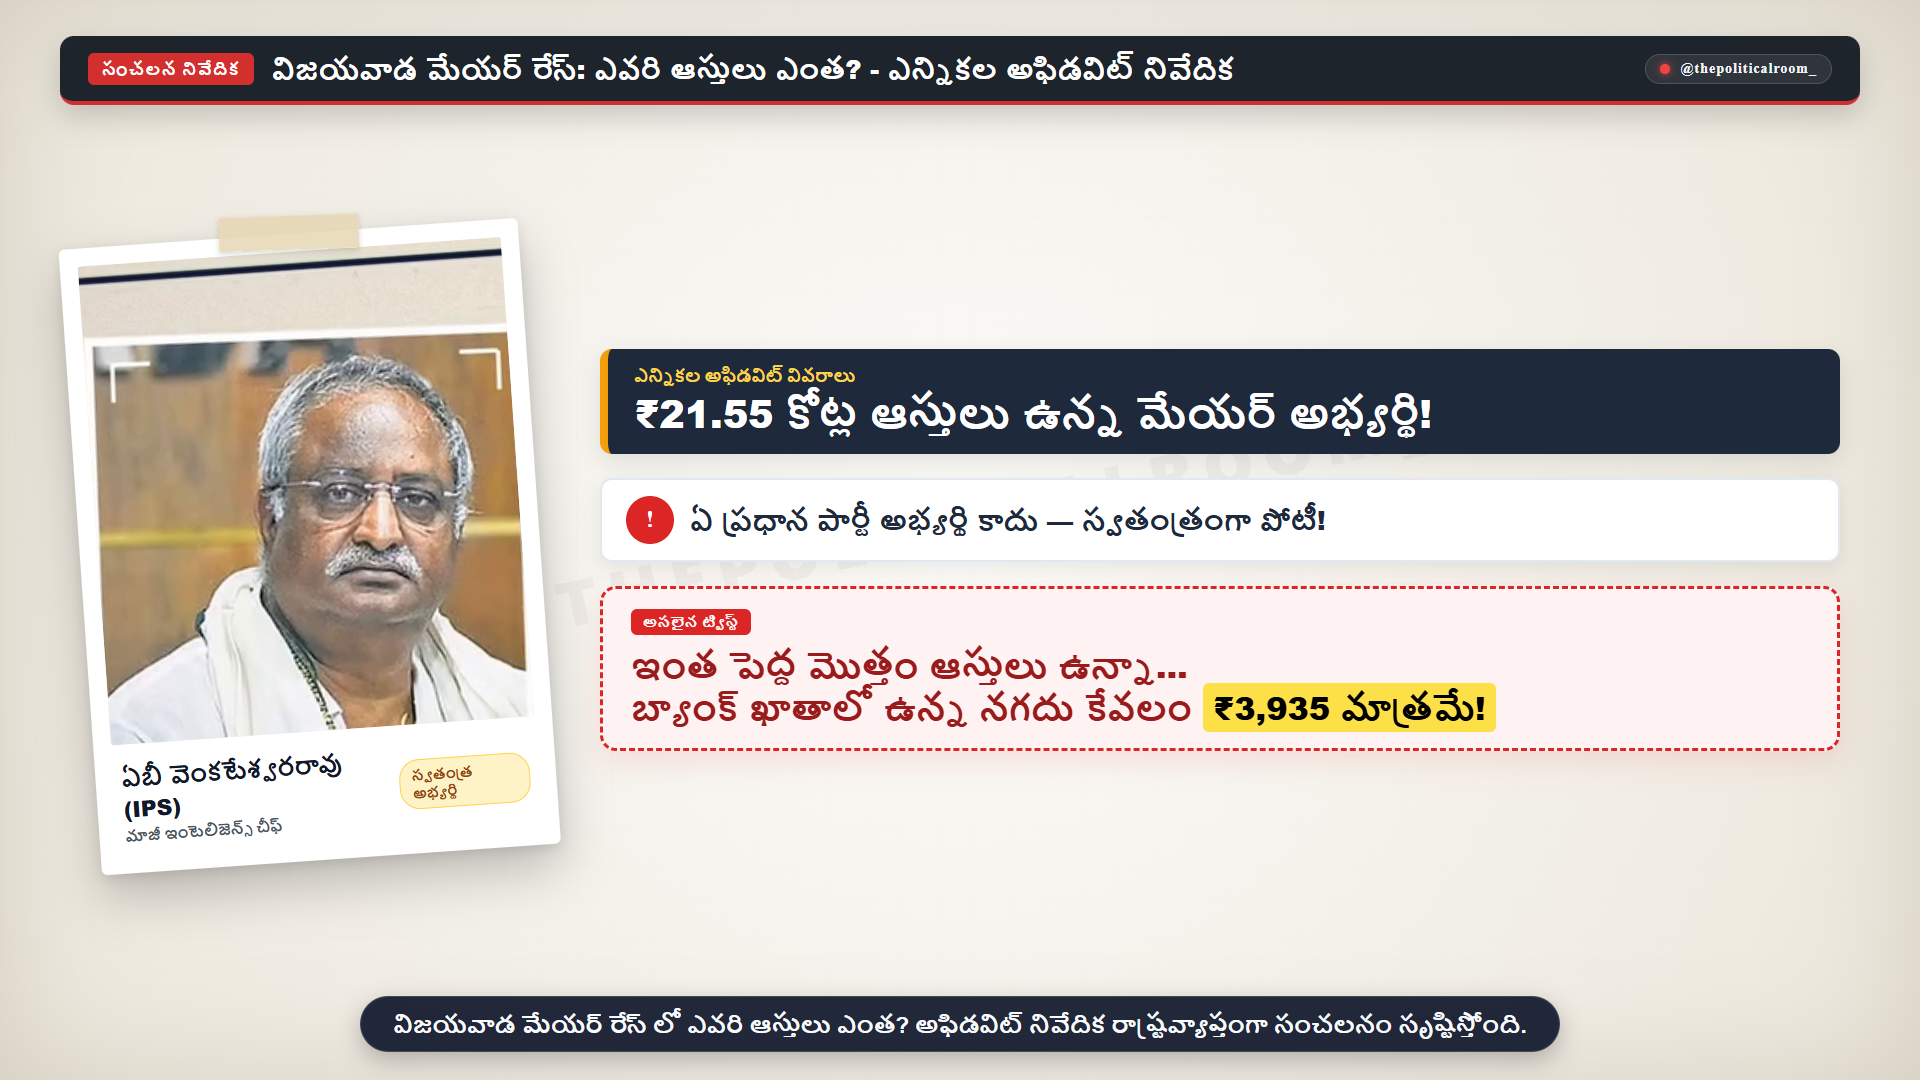 సంచలన నివేదిక
విజయవాడ మేయర్ రేస్: ఎవరి ఆస్తులు ఎంత? - ఎన్నికల అఫిడవిట్ నివేదిక
@thepoliticalroom_
ఏబీ వెంకటేశ్వరరావు
(IPS)
మాజీ ఇంటెలిజెన్స్ చీఫ్
స్వతంత్ర
అభ్యర్థి
ఎన్నికల అఫిడవిట్ వివరాలు
₹21.55 కోట్ల ఆస్తులు ఉన్న మేయర్ అభ్యర్థి!
! ఏ ప్రధాన పార్టీ అభ్యర్థి కాదు — స్వతంత్రంగా పోటీ!
అసలైన ట్విస్ట్
ఇంత పెద్ద మొత్తం ఆస్తులు ఉన్నా...
బ్యాంక్ ఖాతాలో ఉన్న నగదు కేవలం ₹3,935 మాత్రమే!
విజయవాడ మేయర్ రేస్ లో ఎవరి ఆస్తులు ఎంత? అఫిడవిట్ నివేదిక రాష్ట్రవ్యాప్తంగా సంచలనం సృష్టిస్తోంది.